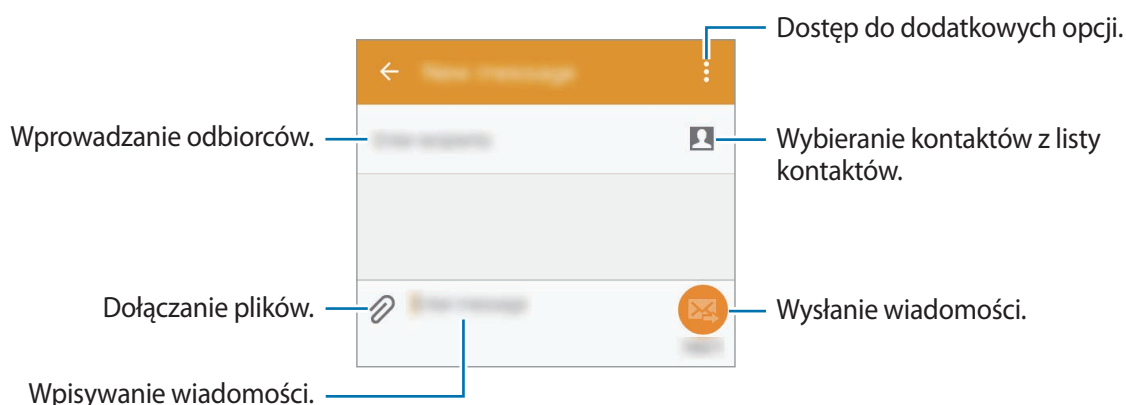 Dostęp do dodatkowych opcji.
Wprowadzanie odbiorców.
Wybieranie kontaktów z listy
kontaktów.
Dołączanie plików.
Wysłanie wiadomości.
Wpisywanie wiadomości.